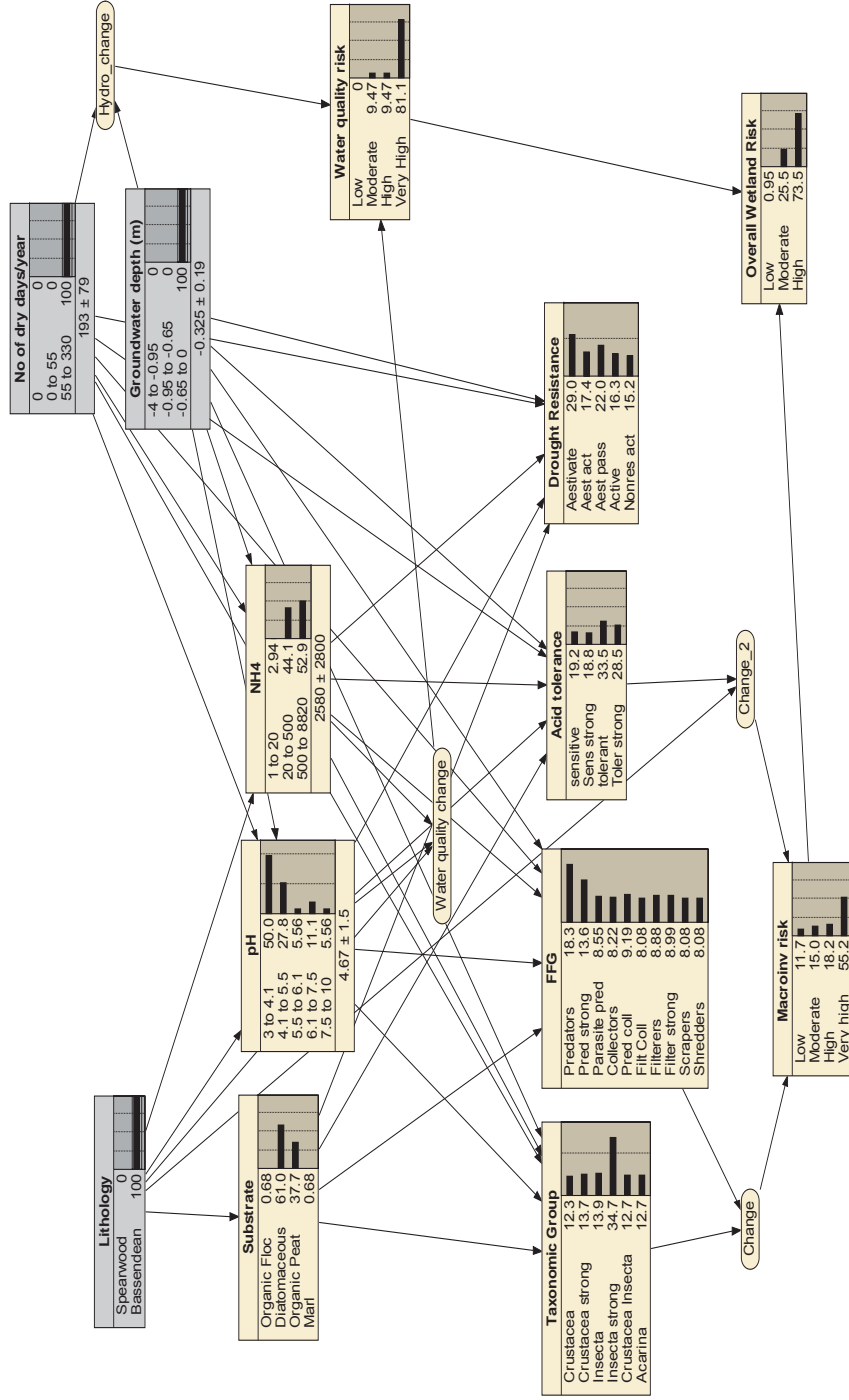 Lithology
Spearwood 0
Bassendean 100
No of dry days/year
0 0
0 to 55 0
55 to 330 100
193 ± 79
Groundwater depth (m)
-4 to -0.95 0
-0.95 to -0.65 0
-0.65 to 0 100
-0.325 ± 0.19
Hydro_change
Substrate
Organic Floc 0.68
Diatomaceous 61.0
Organic Peat 37.7
Marl 0.68
pH
3 to 4.1 50.0
4.1 to 5.5 27.8
5.5 to 6.1 5.56
6.1 to 7.5 11.1
7.5 to 10 5.56
4.67 ± 1.5
NH4
1 to 20 2.94
20 to 500 44.1
500 to 8820 52.9
2580 ± 2800
Water quality risk
Low 0
Moderate 9.47
High 9.47
Very High 81.1
Water quality change
Taxonomic Group
Crustacea 12.3
Crustacea strong 13.7
Insecta 13.9
Insecta strong 34.7
Crustacea Insecta 12.7
Acarina 12.7
FFG
Predators 18.3
Pred strong 13.6
Parasite pred 8.55
Collectors 8.22
Pred coll 9.19
Filt Coll 8.08
Filterers 8.88
Filter strong 8.99
Scrapers 8.08
Shredders 8.08
Acid tolerance
sensitive 19.2
Sens strong 18.8
tolerant 33.5
Toler strong 28.5
Drought Resistance
Aestivate 29.0
Aest act 17.4
Aest pass 22.0
Active 16.3
Nonres act 15.2
Change
Change_2
Overall Wetland Risk
Low 0.95
Moderate 25.5
High 73.5
Macroinv risk
Low 11.7
Moderate 15.0
High 18.2
Very high 55.2